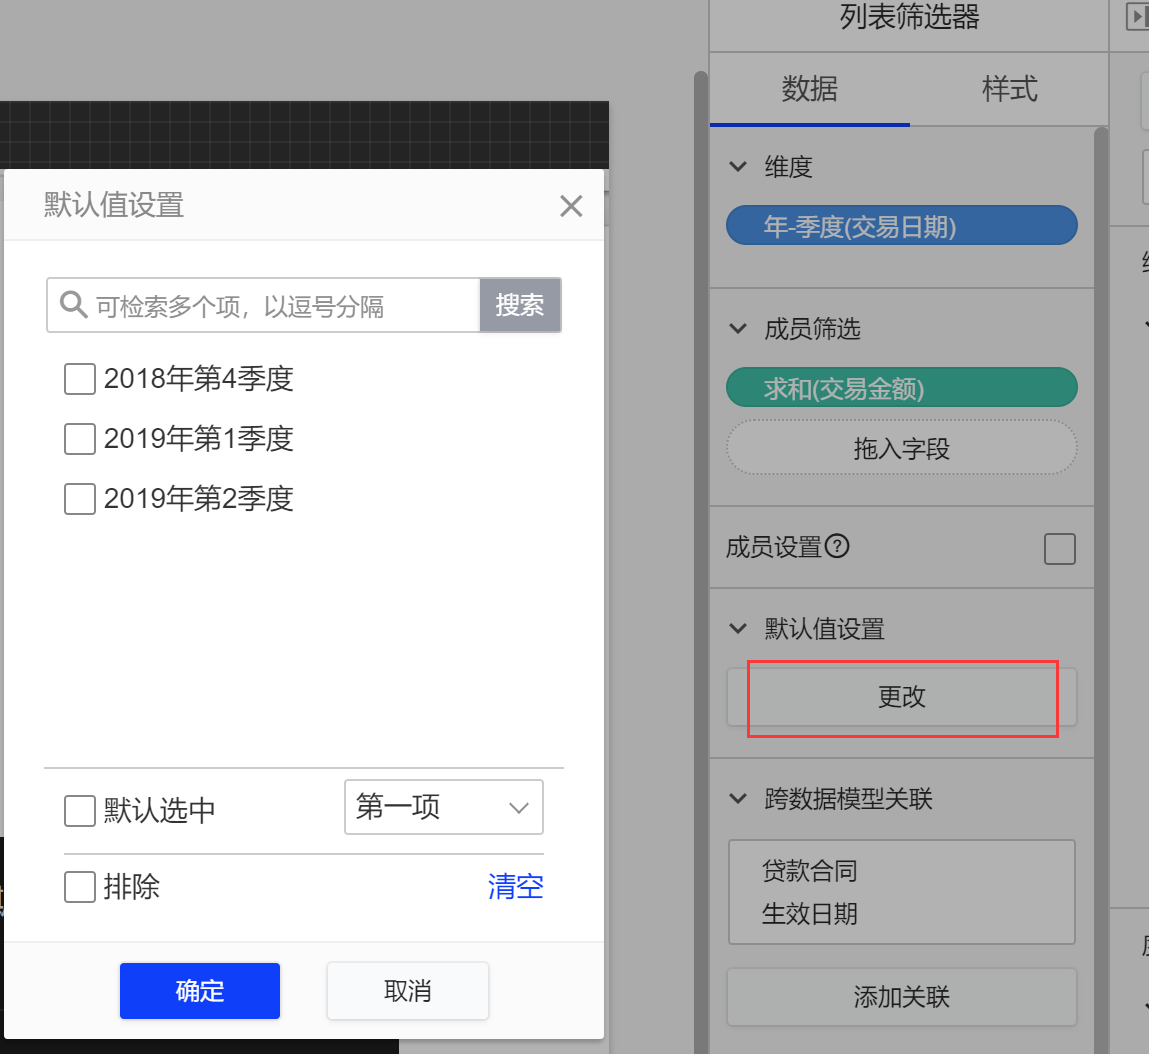 列表筛选器
数据
样式
维度
年-季度(交易日期)
成员筛选
求和(交易金额)
拖入字段
成员设置?
默认值设置
更改
跨数据模型关联
贷款合同
生效日期
添加关联
默认值设置
可检索多个项，以逗号分隔
搜索
2018年第4季度
2019年第1季度
2019年第2季度
默认选中
第一项
排除
清空
确定
取消